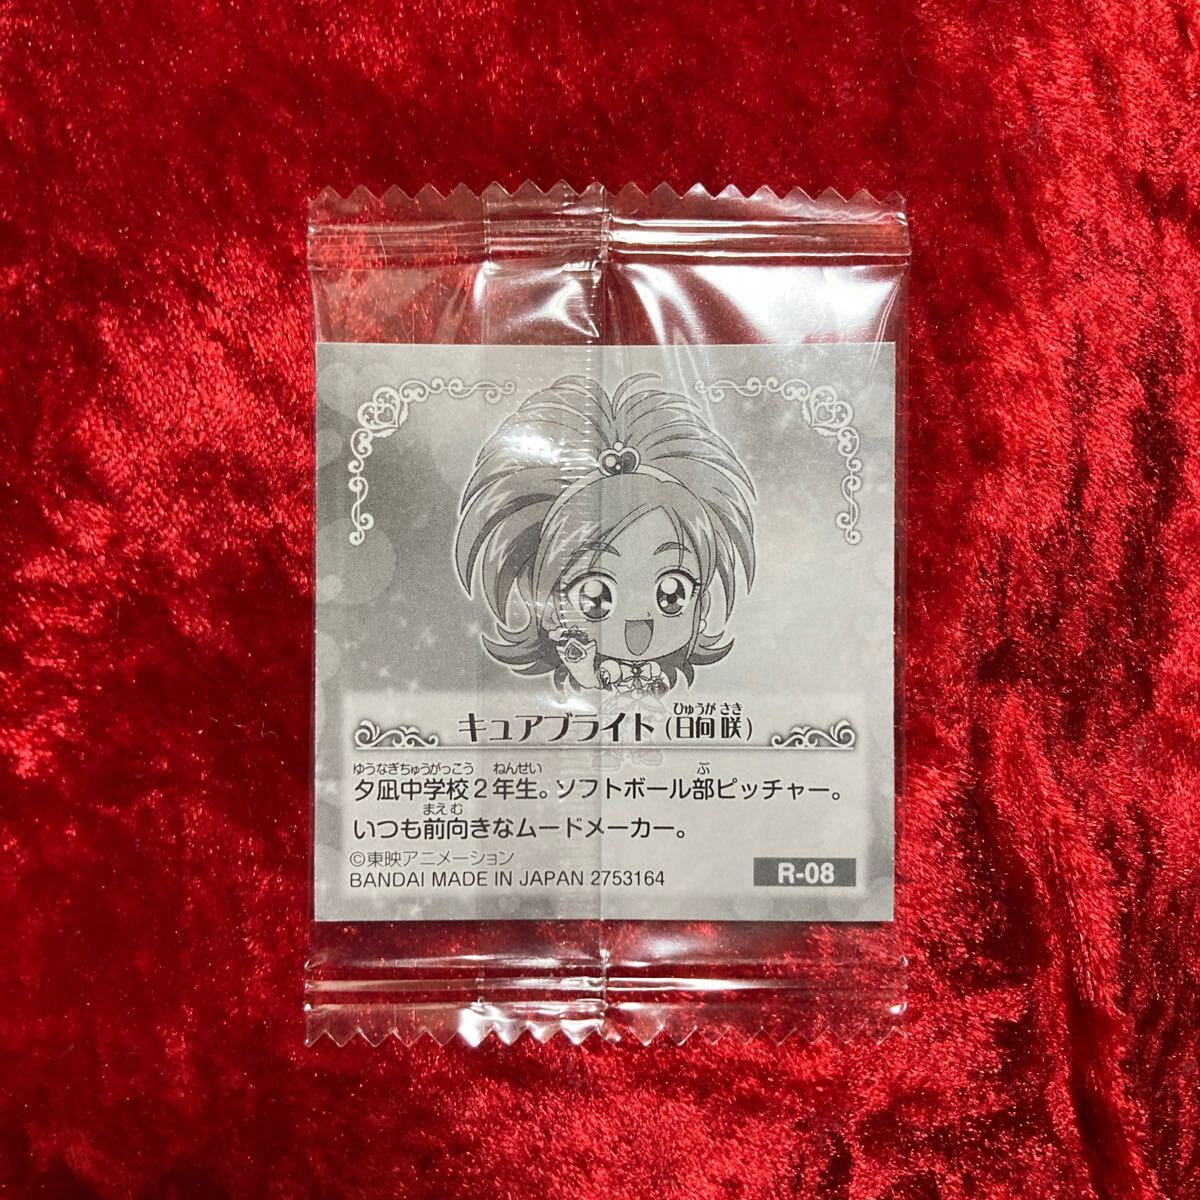 ひゅうが さき
キュアブライト(日向 咲)
ゆうなぎちゅうがっこう ねんせい ぶ
夕凪中学校2年生。ソフトボール部ピッチャー。
まえむ
いつも前向きなムードメーカー。
©東映アニメーション
BANDAI MADE IN JAPAN 2753164
R-08